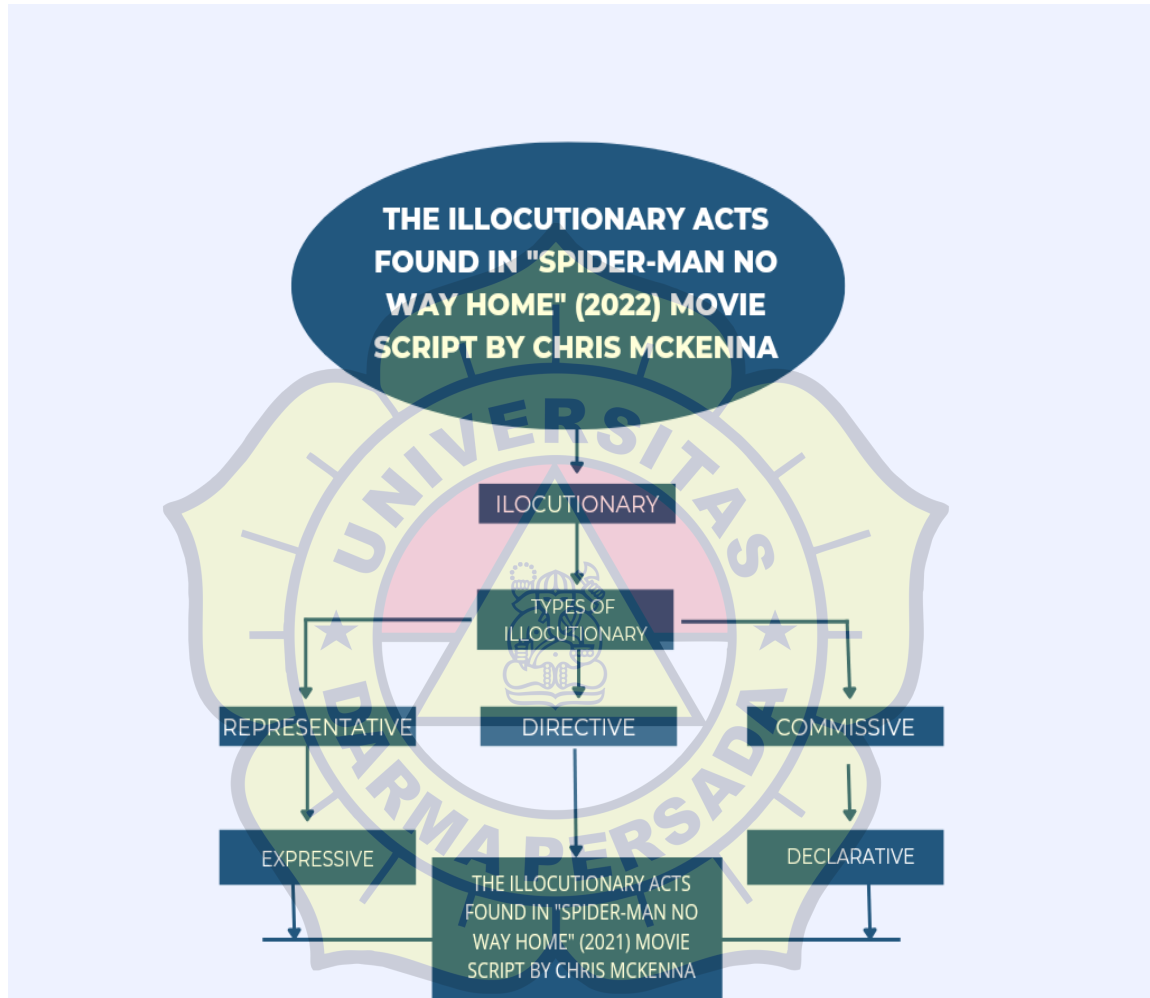 THE ILLOCUTIONARY ACTS
FOUND IN "SPIDER-MAN NO
WAY HOME" (2022) MOVIE
SCRIPT BY CHRIS MCKENNA
UNIVERSITAS
ILOCUTIONARY
TYPES OF
ILLOCUTIONARY
REPRESENTATIVE
DIRECTIVE
COMMISSIVE
DARMA PERSADA
EXPRESSIVE
DECLARATIVE
THE ILLOCUTIONARY ACTS
FOUND IN "SPIDER-MAN NO
WAY HOME" (2021) MOVIE
SCRIPT BY CHRIS MCKENNA